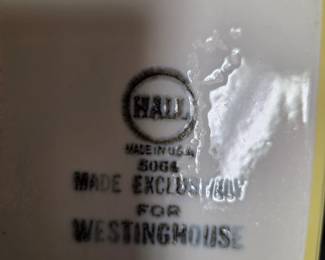 HALL
MADE IN U.S.A.
5064
MADE EXCLUSIVELY
FOR
WESTINGHOUSE